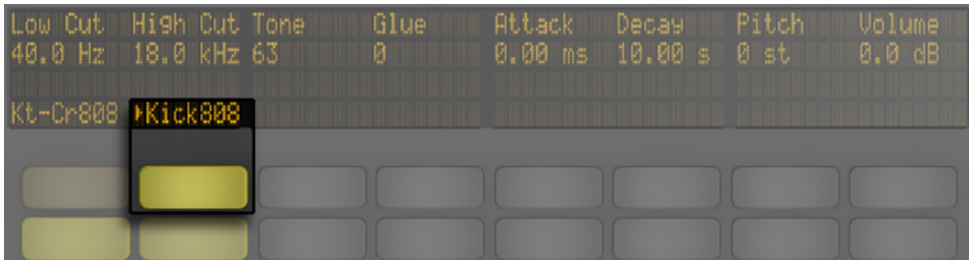 Low Cut High Cut Tone Glue Attack Decay Pitch Volume
40.0 Hz 18.0 kHz 63 0 0.00 ms 10.00 s 0 st 0.0 dB
Kt-Cr808 ▸Kick808